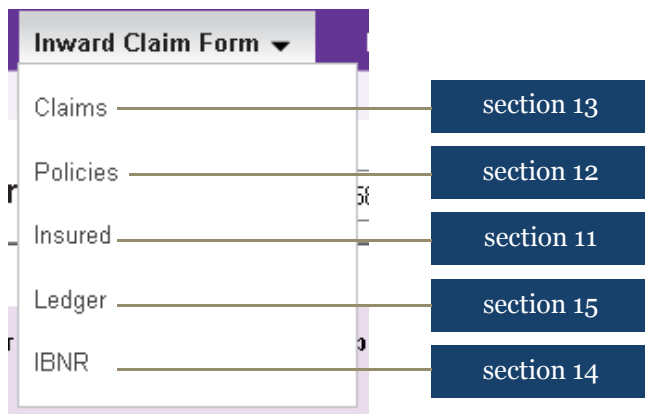 Inward Claim Form
Claims section 13
Policies section 12
Insured section 11
Ledger section 15
IBNR section 14